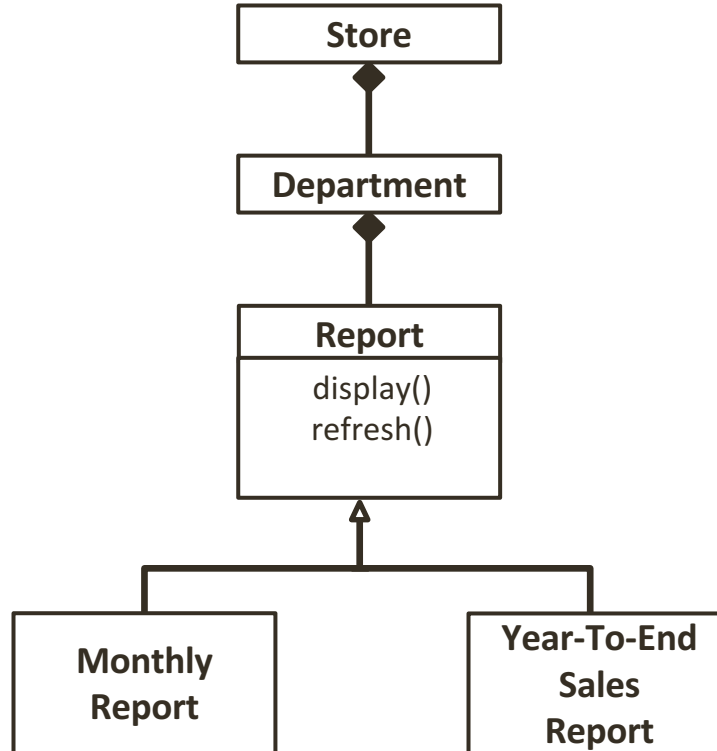 Store
Department
Report
display()
refresh()
Monthly
Report
Year-To-End
Sales
Report